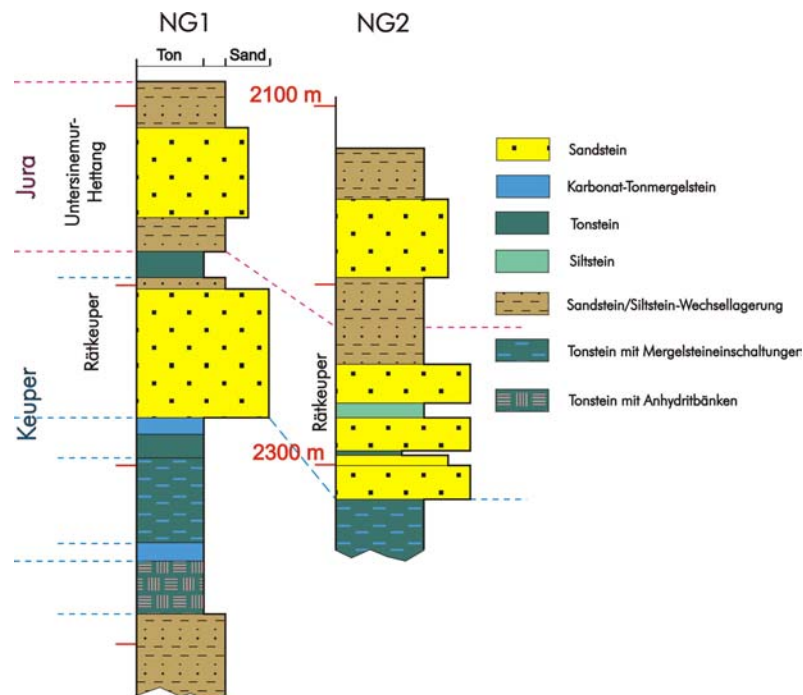 NG1
NG2
Ton
Sand
2100 m
Jura
Untersinemur-
Hettang
Keuper
Rätkeuper
Rätkeuper
2300 m
Sandstein
Karbonat-Tonmergelstein
Tonstein
Siltstein
Sandstein/Siltstein-Wechsellagerung
Tonstein mit Mergelsteineinschaltungen
Tonstein mit Anhydritbänken